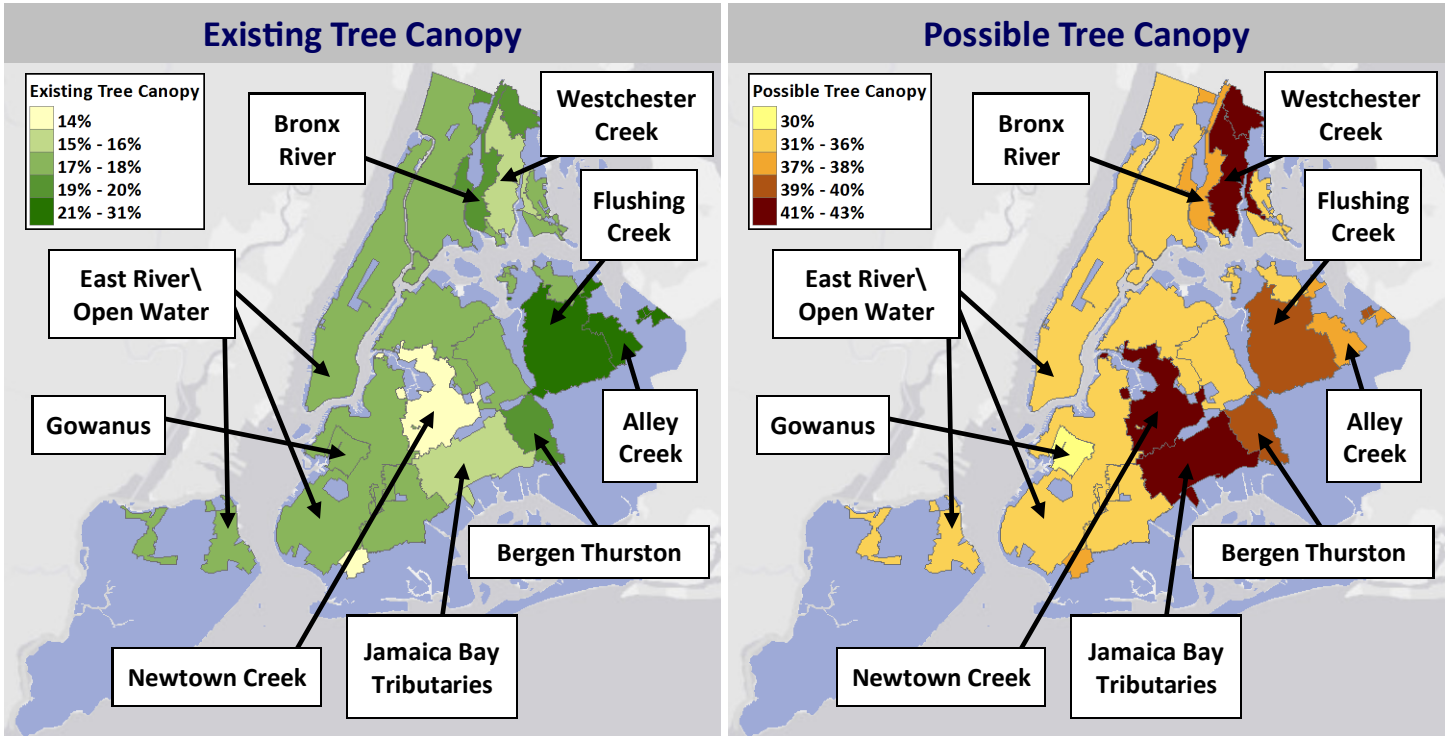 Existing Tree Canopy
Existing Tree Canopy
14%
15% - 16%
17% - 18%
19% - 20%
21% - 31%
Bronx
River
Westchester
Creek
Flushing
Creek
East River\
Open Water
Gowanus
Alley
Creek
Bergen Thurston
Newtown Creek
Jamaica Bay
Tributaries
Possible Tree Canopy
Possible Tree Canopy
30%
31% - 36%
37% - 38%
39% - 40%
41% - 43%
Bronx
River
Westchester
Creek
Flushing
Creek
East River\
Open Water
Gowanus
Alley
Creek
Bergen Thurston
Newtown Creek
Jamaica Bay
Tributaries